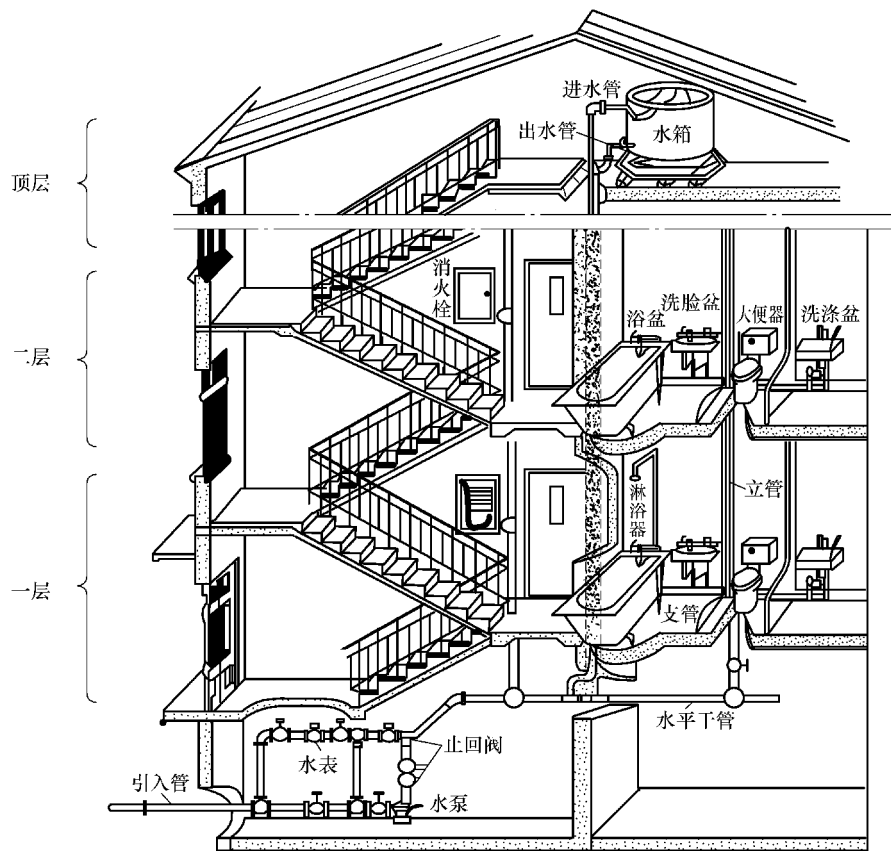 进水管
出水管
水箱
顶层
消火栓
浴盆
洗脸盆
大便器
洗涤盆
二层
淋浴器
立管
一层
支管
水平干管
水表
止回阀
引入管
水泵